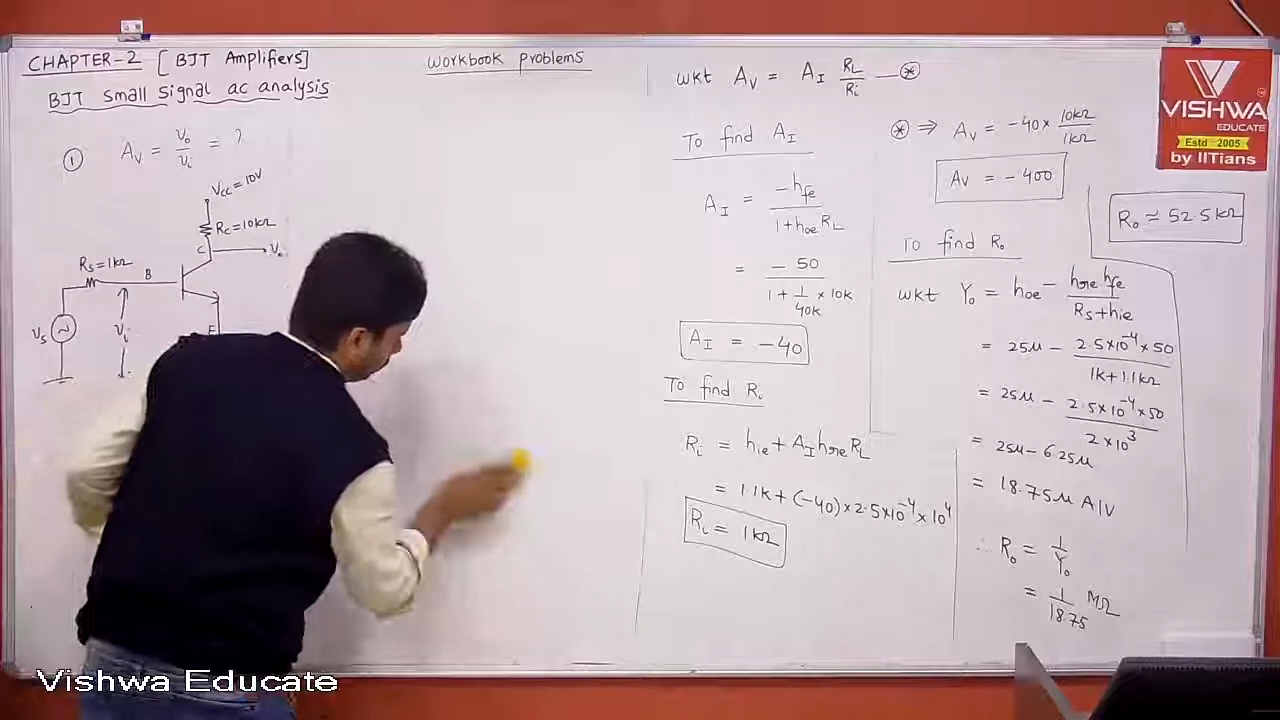 CHAPTER-2 [BJT Amplifiers]
BJT small signal ac analysis
Workbook problems
① Av = Vo/Vi = ?
Vcc = 10V
Rc = 10kΩ
C
Vo
Rs = 1kΩ
B
Vs
Vi
E
wkt Av = AI RL/Ri —⊛
To find AI
AI = -hfe / 1+hoeRL
= -50 / 1+ 1/40k ×10k
AI = -40
To find Ri
Ri = hie + AI hre RL
= 1.1k + (-40) × 2.5×10⁻⁴ × 10⁴
Ri = 1kΩ
⊛ ⇒ Av = -40 × 10kΩ/1kΩ
Av = -400
To find Ro
wkt Yo = hoe - hre hfe / Rs+hie
= 25μ - 2.5×10⁻⁴×50 / 1k+1.1kΩ
= 25μ - 2.5×10⁻⁴×50 / 2×10³
= 25μ - 6.25μ
= 18.75μ A/V
∴ Ro = 1/Yo
= 1/18.75 MΩ
Ro ≈ 52.5kΩ
VISHWA
EDUCATE
Estd 2005
by IITians
Vishwa Educate